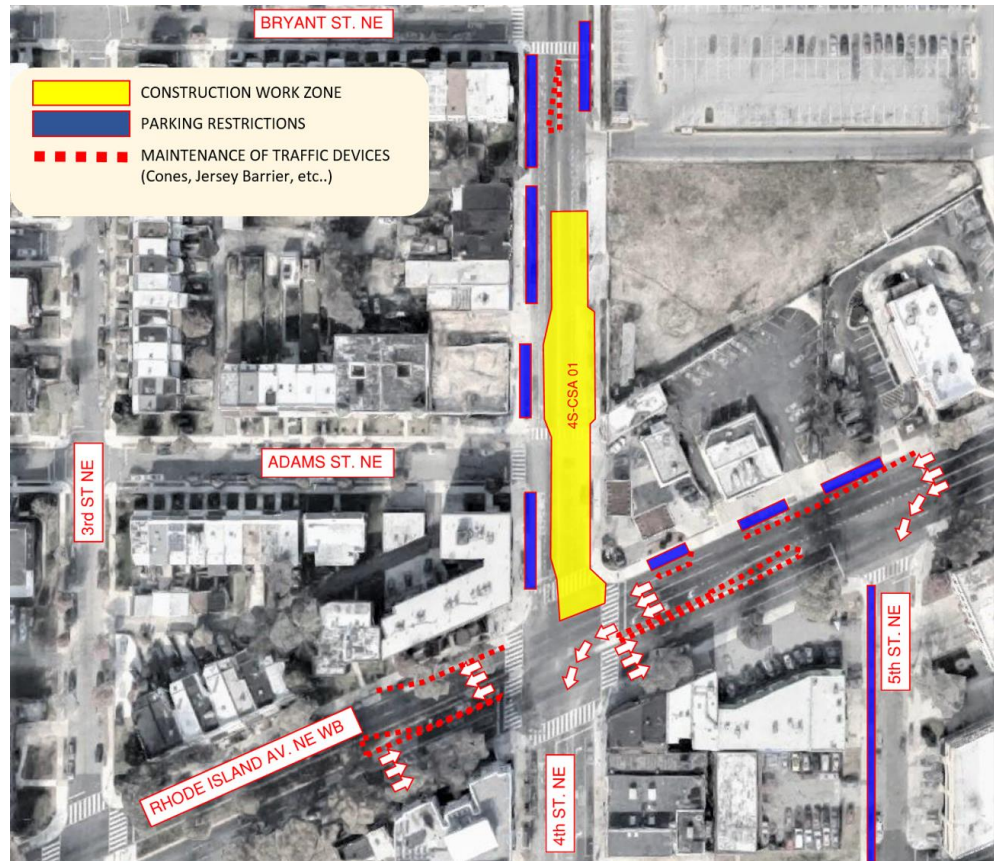 BRYANT ST. NE
CONSTRUCTION WORK ZONE
PARKING RESTRICTIONS
MAINTENANCE OF TRAFFIC DEVICES
(Cones, Jersey Barrier, etc..)
4S-CSA 01
3rd ST NE
ADAMS ST. NE
5th ST. NE
RHODE ISLAND AV. NE WB
4th ST. NE